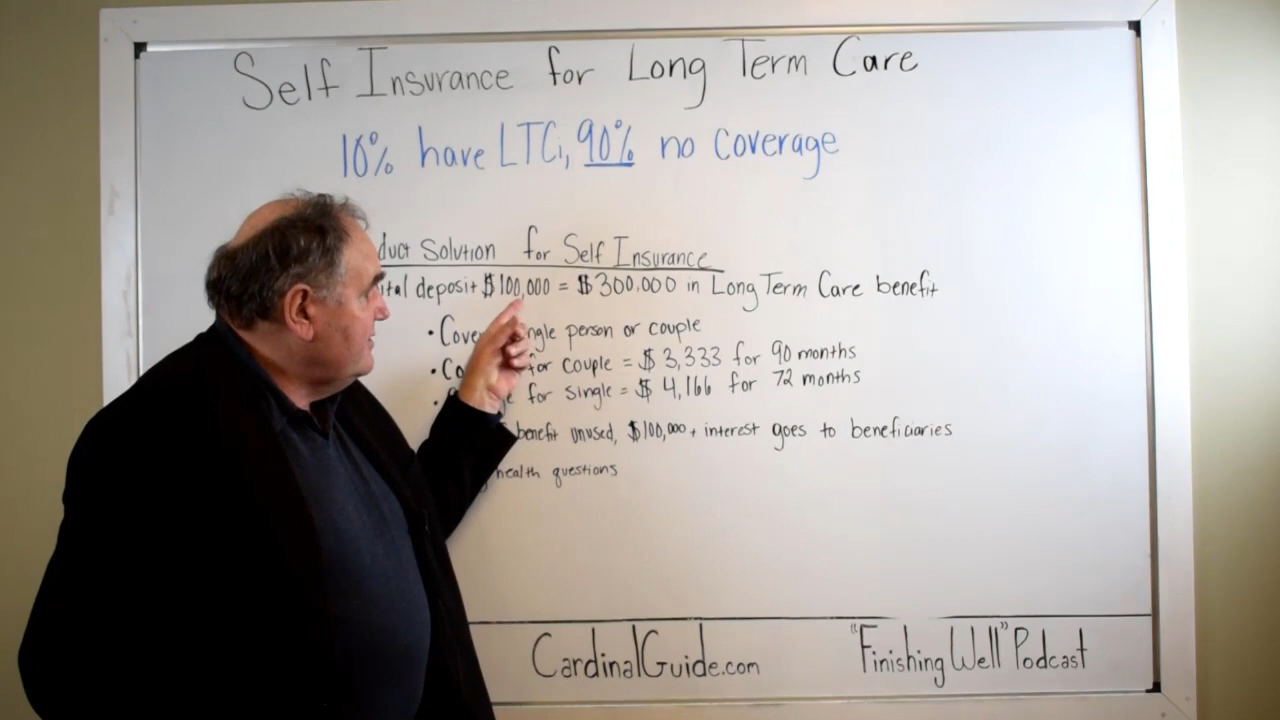 Self Insurance for Long Term Care
10% have LTCi, 90% no coverage
duct Solution for Self Insurance
ital deposit $100,000 = $300,000 in Long Term Care benefit
• Cove ngle person or couple
• Co for couple = $3,333 for 90 months
• e for single = $4,166 for 72 months
benefit unused, $100,000 + interest goes to beneficiaries
health questions
CardinalGuide.com
"Finishing Well" Podcast